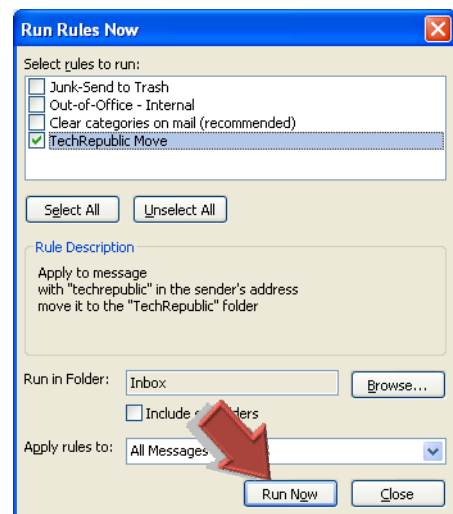 Run Rules Now
Select rules to run:
Junk-Send to Trash
Out-of-Office - Internal
Clear categories on mail (recommended)
TechRepublic Move
Select All Unselect All
Rule Description
Apply to message
with "techrepublic" in the sender's address
move it to the "TechRepublic" folder
Run in Folder: Inbox Browse...
Include
Apply rules to: All Messages
Run Now Close